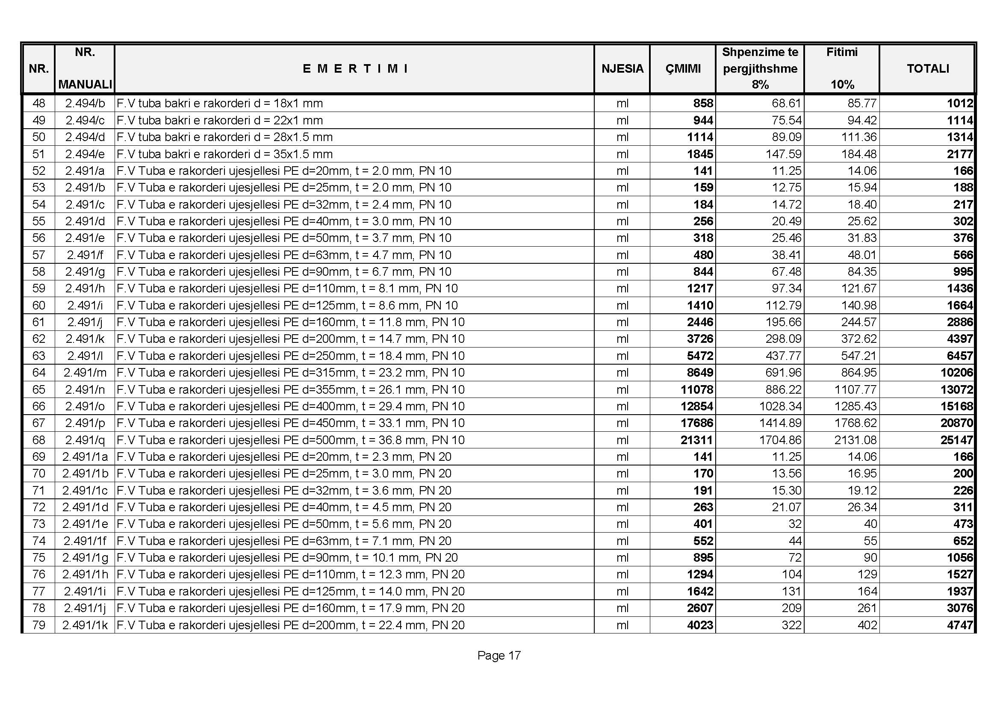 NR. NR. MANUALI E M E R T I M I NJESIA ÇMIMI Shpenzime te pergjithshme 8% Fitimi 10% TOTALI
48 2.494/b F.V tuba bakri e rakorderi d = 18x1 mm ml 858 68.61 85.77 1012
49 2.494/c F.V tuba bakri e rakorderi d = 22x1 mm ml 944 75.54 94.42 1114
50 2.494/d F.V tuba bakri e rakorderi d = 28x1.5 mm ml 1114 89.09 111.36 1314
51 2.494/e F.V tuba bakri e rakorderi d = 35x1.5 mm ml 1845 147.59 184.48 2177
52 2.491/a F.V Tuba e rakorderi ujesjellesi PE d=20mm, t = 2.0 mm, PN 10 ml 141 11.25 14.06 166
53 2.491/b F.V Tuba e rakorderi ujesjellesi PE d=25mm, t = 2.0 mm, PN 10 ml 159 12.75 15.94 188
54 2.491/c F.V Tuba e rakorderi ujesjellesi PE d=32mm, t = 2.4 mm, PN 10 ml 184 14.72 18.40 217
55 2.491/d F.V Tuba e rakorderi ujesjellesi PE d=40mm, t = 3.0 mm, PN 10 ml 256 20.49 25.62 302
56 2.491/e F.V Tuba e rakorderi ujesjellesi PE d=50mm, t = 3.7 mm, PN 10 ml 318 25.46 31.83 376
57 2.491/f F.V Tuba e rakorderi ujesjellesi PE d=63mm, t = 4.7 mm, PN 10 ml 480 38.41 48.01 566
58 2.491/g F.V Tuba e rakorderi ujesjellesi PE d=90mm, t = 6.7 mm, PN 10 ml 844 67.48 84.35 995
59 2.491/h F.V Tuba e rakorderi ujesjellesi PE d=110mm, t = 8.1 mm, PN 10 ml 1217 97.34 121.67 1436
60 2.491/i F.V Tuba e rakorderi ujesjellesi PE d=125mm, t = 8.6 mm, PN 10 ml 1410 112.79 140.98 1664
61 2.491/j F.V Tuba e rakorderi ujesjellesi PE d=160mm, t = 11.8 mm, PN 10 ml 2446 195.66 244.57 2886
62 2.491/k F.V Tuba e rakorderi ujesjellesi PE d=200mm, t = 14.7 mm, PN 10 ml 3726 298.09 372.62 4397
63 2.491/l F.V Tuba e rakorderi ujesjellesi PE d=250mm, t = 18.4 mm, PN 10 ml 5472 437.77 547.21 6457
64 2.491/m F.V Tuba e rakorderi ujesjellesi PE d=315mm, t = 23.2 mm, PN 10 ml 8649 691.96 864.95 10206
65 2.491/n F.V Tuba e rakorderi ujesjellesi PE d=355mm, t = 26.1 mm, PN 10 ml 11078 886.22 1107.77 13072
66 2.491/o F.V Tuba e rakorderi ujesjellesi PE d=400mm, t = 29.4 mm, PN 10 ml 12854 1028.34 1285.43 15168
67 2.491/p F.V Tuba e rakorderi ujesjellesi PE d=450mm, t = 33.1 mm, PN 10 ml 17686 1414.89 1768.62 20870
68 2.491/q F.V Tuba e rakorderi ujesjellesi PE d=500mm, t = 36.8 mm, PN 10 ml 21311 1704.86 2131.08 25147
69 2.491/1a F.V Tuba e rakorderi ujesjellesi PE d=20mm, t = 2.3 mm, PN 20 ml 141 11.25 14.06 166
70 2.491/1b F.V Tuba e rakorderi ujesjellesi PE d=25mm, t = 3.0 mm, PN 20 ml 170 13.56 16.95 200
71 2.491/1c F.V Tuba e rakorderi ujesjellesi PE d=32mm, t = 3.6 mm, PN 20 ml 191 15.30 19.12 226
72 2.491/1d F.V Tuba e rakorderi ujesjellesi PE d=40mm, t = 4.5 mm, PN 20 ml 263 21.07 26.34 311
73 2.491/1e F.V Tuba e rakorderi ujesjellesi PE d=50mm, t = 5.6 mm, PN 20 ml 401 32 40 473
74 2.491/1f F.V Tuba e rakorderi ujesjellesi PE d=63mm, t = 7.1 mm, PN 20 ml 552 44 55 652
75 2.491/1g F.V Tuba e rakorderi ujesjellesi PE d=90mm, t = 10.1 mm, PN 20 ml 895 72 90 1056
76 2.491/1h F.V Tuba e rakorderi ujesjellesi PE d=110mm, t = 12.3 mm, PN 20 ml 1294 104 129 1527
77 2.491/1i F.V Tuba e rakorderi ujesjellesi PE d=125mm, t = 14.0 mm, PN 20 ml 1642 131 164 1937
78 2.491/1j F.V Tuba e rakorderi ujesjellesi PE d=160mm, t = 17.9 mm, PN 20 ml 2607 209 261 3076
79 2.491/1k F.V Tuba e rakorderi ujesjellesi PE d=200mm, t = 22.4 mm, PN 20 ml 4023 322 402 4747
Page 17